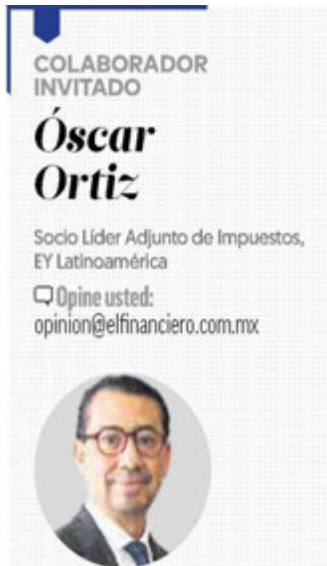 COLABORADOR
INVITADO
Óscar
Ortiz
Socio Líder Adjunto de Impuestos,
EY Latinoamérica
Opine usted:
opinion@elfinanciero.com.mx